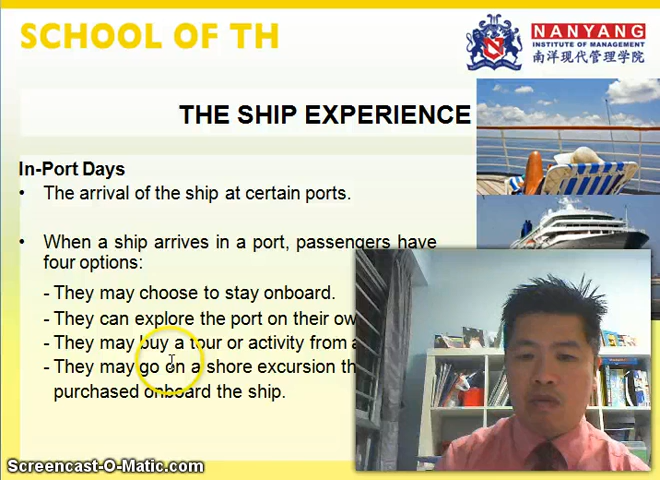 SCHOOL OF TH
NANYANG
INSTITUTE OF MANAGEMENT
南洋现代管理学院
THE SHIP EXPERIENCE
In-Port Days
• The arrival of the ship at certain ports.
• When a ship arrives in a port, passengers have
four options:
- They may choose to stay onboard.
- They can explore the port on their ow
- They may buy a tour or activity from a
- They may go on a shore excursion th
purchased onboard the ship.
Screencast-O-Matic.com